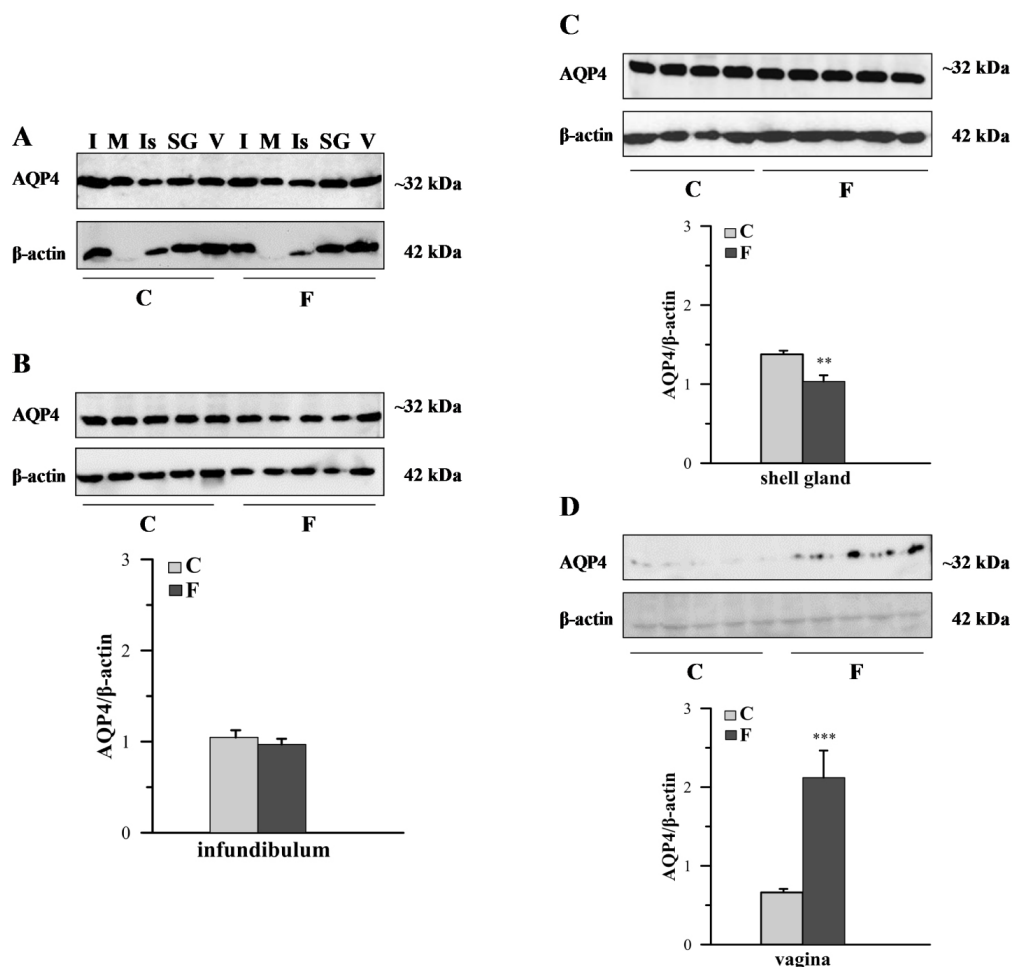 A
I M Is SG V I M Is SG V
AQP4 ~32 kDa
β-actin 42 kDa
C F
B
AQP4 ~32 kDa
β-actin 42 kDa
C F
3
C
F
2
1
0
AQP4/β-actin
infundibulum
C
AQP4 ~32 kDa
β-actin 42 kDa
C F
3
C
F
2
**
1
0
AQP4/β-actin
shell gland
D
AQP4 ~32 kDa
β-actin 42 kDa
C F
3
C
F
***
2
1
0
AQP4/β-actin
vagina